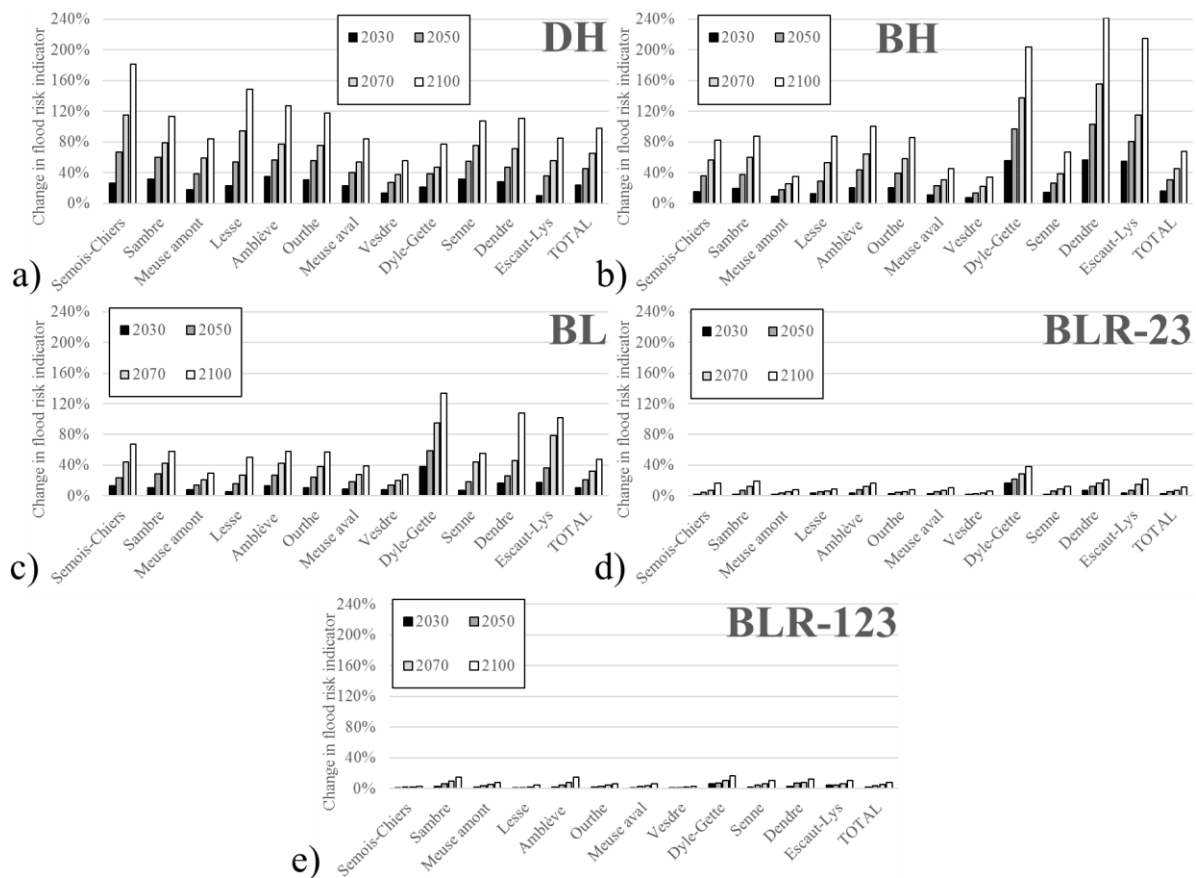 240%
200%
160%
120%
80%
40%
0%
Change in flood risk indicator
2030 2050
2070 2100
DH
Semois-Chiers
Sambre
Meuse amont
Lesse
Amblève
Ourthe
Meuse aval
Vesdre
Dyle-Gette
Senne
Dendre
Escaut-Lys
TOTAL
a)
240%
200%
160%
120%
80%
40%
0%
Change in flood risk indicator
2030 2050
2070 2100
BH
Semois-Chiers
Sambre
Meuse amont
Lesse
Amblève
Ourthe
Meuse aval
Vesdre
Dyle-Gette
Senne
Dendre
Escaut-Lys
TOTAL
b)
240%
200%
160%
120%
80%
40%
0%
Change in flood risk indicator
2030 2050
2070 2100
BL
Semois-Chiers
Sambre
Meuse amont
Lesse
Amblève
Ourthe
Meuse aval
Vesdre
Dyle-Gette
Senne
Dendre
Escaut-Lys
TOTAL
c)
240%
200%
160%
120%
80%
40%
0%
Change in flood risk indicator
2030 2050
2070 2100
BLR-23
Semois-Chiers
Sambre
Meuse amont
Lesse
Amblève
Ourthe
Meuse aval
Vesdre
Dyle-Gette
Senne
Dendre
Escaut-Lys
TOTAL
d)
240%
200%
160%
120%
80%
40%
0%
Change in flood risk indicator
2030 2050
2070 2100
BLR-123
Semois-Chiers
Sambre
Meuse amont
Lesse
Amblève
Ourthe
Meuse aval
Vesdre
Dyle-Gette
Senne
Dendre
Escaut-Lys
TOTAL
e)